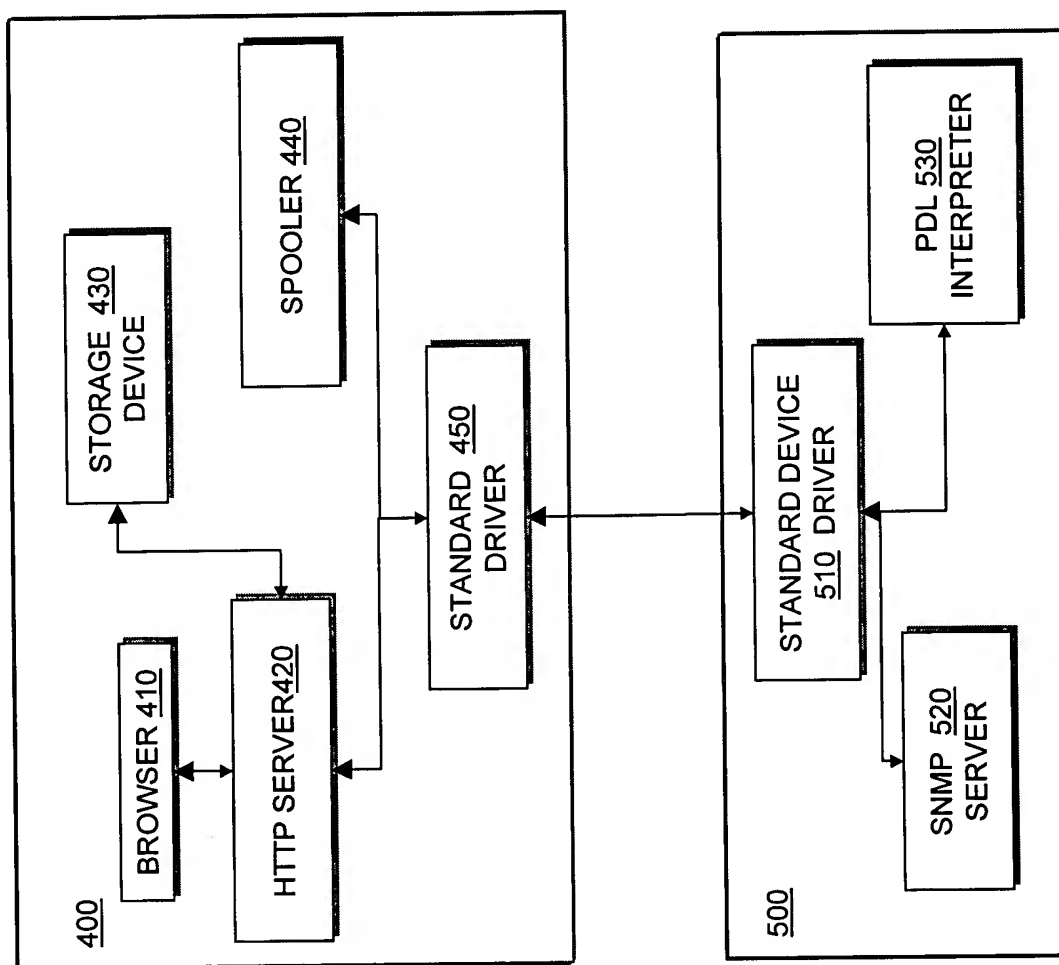 400
BROWSER 410
HTTP SERVER420
STORAGE 430
DEVICE
SPOOLER 440
STANDARD 450
DRIVER
500
STANDARD DEVICE
510 DRIVER
SNMP 520
SERVER
PDL 530
INTERPRETER